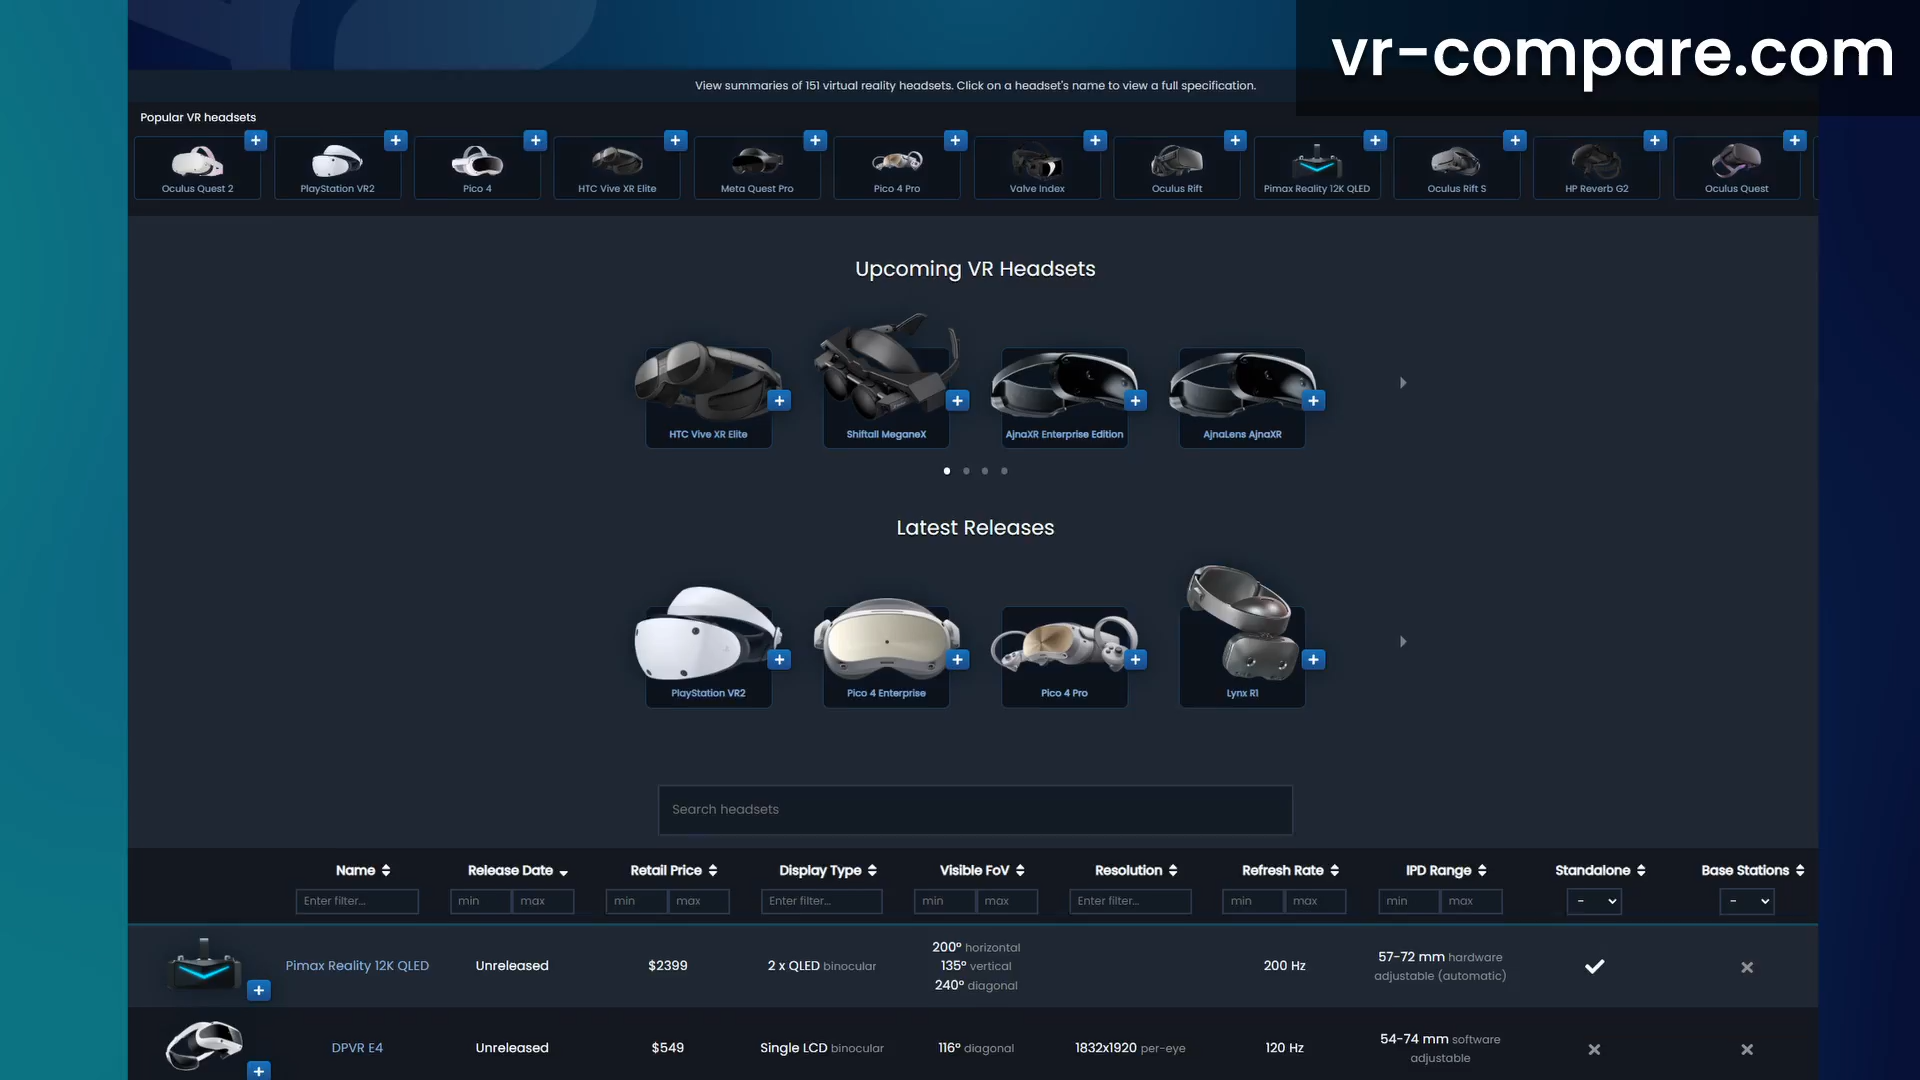 vr-compare.com
View summaries of 151 virtual reality headsets. Click on a headset's name to view a full specification.
Popular VR headsets
Oculus Quest 2
PlayStation VR2
Pico 4
HTC Vive XR Elite
Meta Quest Pro
Pico 4 Pro
Valve Index
Oculus Rift
Pimax Reality 12K QLED
Oculus Rift S
HP Reverb G2
Oculus Quest
Upcoming VR Headsets
HTC Vive XR Elite
Shiftall MeganeX
AjnaXR Enterprise Edition
AjnaLens AjnaXR
Latest Releases
PlayStation VR2
Pico 4 Enterprise
Pico 4 Pro
Lynx R1
Search headsets
Name Release Date Retail Price Display Type Visible FoV Resolution Refresh Rate IPD Range Standalone Base Stations
Enter filter... min max min max Enter filter... min max Enter filter... min max min max - -
Pimax Reality 12K QLED
Unreleased
$2399
2 x QLED binocular
200° horizontal
135° vertical
240° diagonal
200 Hz
57-72 mm hardware
adjustable (automatic)
DPVR E4
Unreleased
$549
Single LCD binocular
116° diagonal
1832x1920 per-eye
120 Hz
54-74 mm software
adjustable